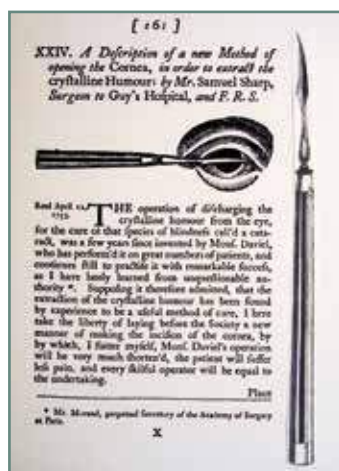 [ 161 ]
XXIV. A Deſcription of a new Method of
opening the Cornea, in order to extract the
cryſtalline Humour; by Mr. Samuel Sharp,
Surgeon to Guy's Hoſpital, and F. R. S.
Read April 12,
1753.
THE operation of diſcharging the
cryſtalline humour from the eye,
for the cure of that ſpecies of blindneſs call'd a cata-
ract, was a few years ſince invented by Monſ. Daviel,
who has perform'd it on great numbers of patients, and
continues ſtill to practiſe it with remarkable ſucceſs,
as I have lately learned from unqueſtionable au-
thority *. Suppoſing it therefore admitted, that the
extraction of the cryſtalline humour has been found
by experience to be a uſeful method of cure, I here
take the liberty of laying before the Society a new
manner of making the inciſion of the cornea, by
by which, I flatter myſelf, Monſ. Daviel's operation
will be very much ſhorten'd, the patient will ſuffer
leſs pain, and every ſkilful operator will be equal to
the undertaking.
Place
* Mr. Morand, perpetual Secretary of the Academy of Surgery
at Paris.
X